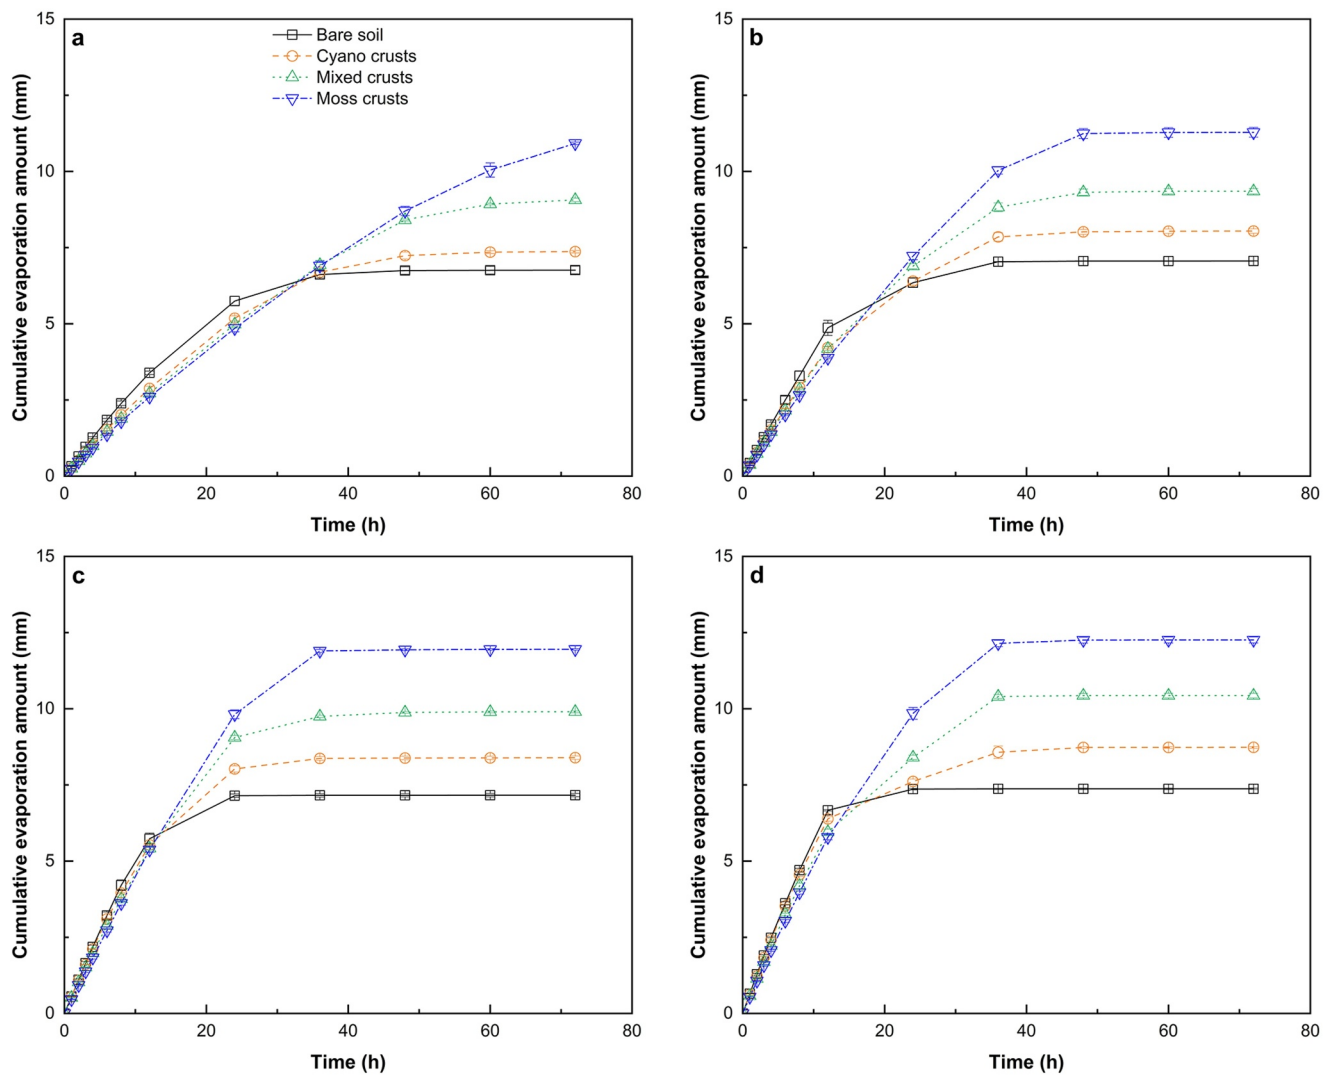 a
Bare soil
Cyano crusts
Mixed crusts
Moss crusts
15
10
5
0
0 20 40 60 80
Cumulative evaporation amount (mm)
Time (h)
b
15
10
5
0
0 20 40 60 80
Cumulative evaporation amount (mm)
Time (h)
c
15
10
5
0
0 20 40 60 80
Cumulative evaporation amount (mm)
Time (h)
d
15
10
5
0
0 20 40 60 80
Cumulative evaporation amount (mm)
Time (h)